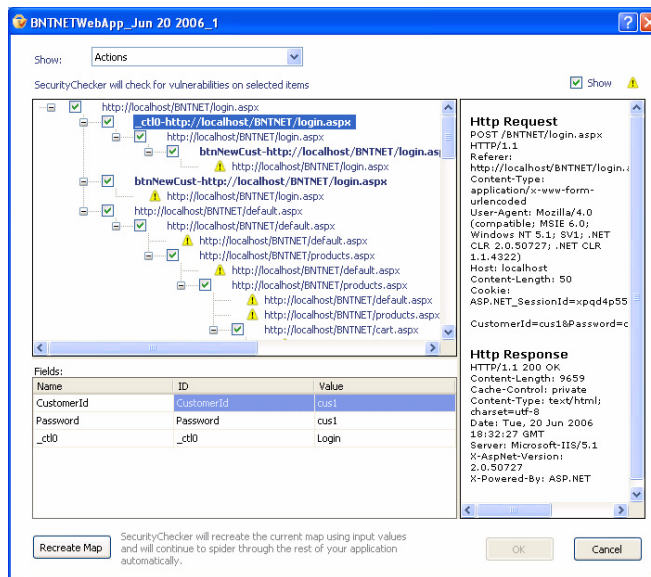 BNTNETWebApp_Jun 20 2006_1
Show: Actions
SecurityChecker will check for vulnerabilities on selected items
Show
http://localhost/BNTNET/login.aspx
_ctl0-http://localhost/BNTNET/login.aspx
http://localhost/BNTNET/login.aspx
btnNewCust-http://localhost/BNTNET/login.as
http://localhost/BNTNET/login.aspx
btnNewCust-http://localhost/BNTNET/login.aspx
http://localhost/BNTNET/login.aspx
http://localhost/BNTNET/default.aspx
http://localhost/BNTNET/default.aspx
http://localhost/BNTNET/default.aspx
http://localhost/BNTNET/products.aspx
http://localhost/BNTNET/default.aspx
http://localhost/BNTNET/products.aspx
http://localhost/BNTNET/default.aspx
http://localhost/BNTNET/products.aspx
http://localhost/BNTNET/cart.aspx
Http Request
POST /BNTNET/login.aspx
HTTP/1.1
Referer:
http://localhost/BNTNET/login.
Content-Type:
application/x-www-form-
urlencoded
User-Agent: Mozilla/4.0
(compatible; MSIE 6.0;
Windows NT 5.1; SV1; .NET
CLR 2.0.50727; .NET CLR
1.1.4322)
Host: localhost
Content-Length: 50
Cookie:
ASP.NET_SessionId=xpqd4p55
CustomerId=cus1&Password=c
Http Response
HTTP/1.1 200 OK
Content-Length: 9659
Cache-Control: private
Content-Type: text/html;
charset=utf-8
Date: Tue, 20 Jun 2006
18:32:27 GMT
Server: Microsoft-IIS/5.1
X-AspNet-Version:
2.0.50727
X-Powered-By: ASP.NET
Fields:
Name ID Value
CustomerId CustomerId cus1
Password Password cus1
_ctl0 _ctl0 Login
Recreate Map
SecurityChecker will recreate the current map using input values
and will continue to spider through the rest of your application
automatically.
OK
Cancel